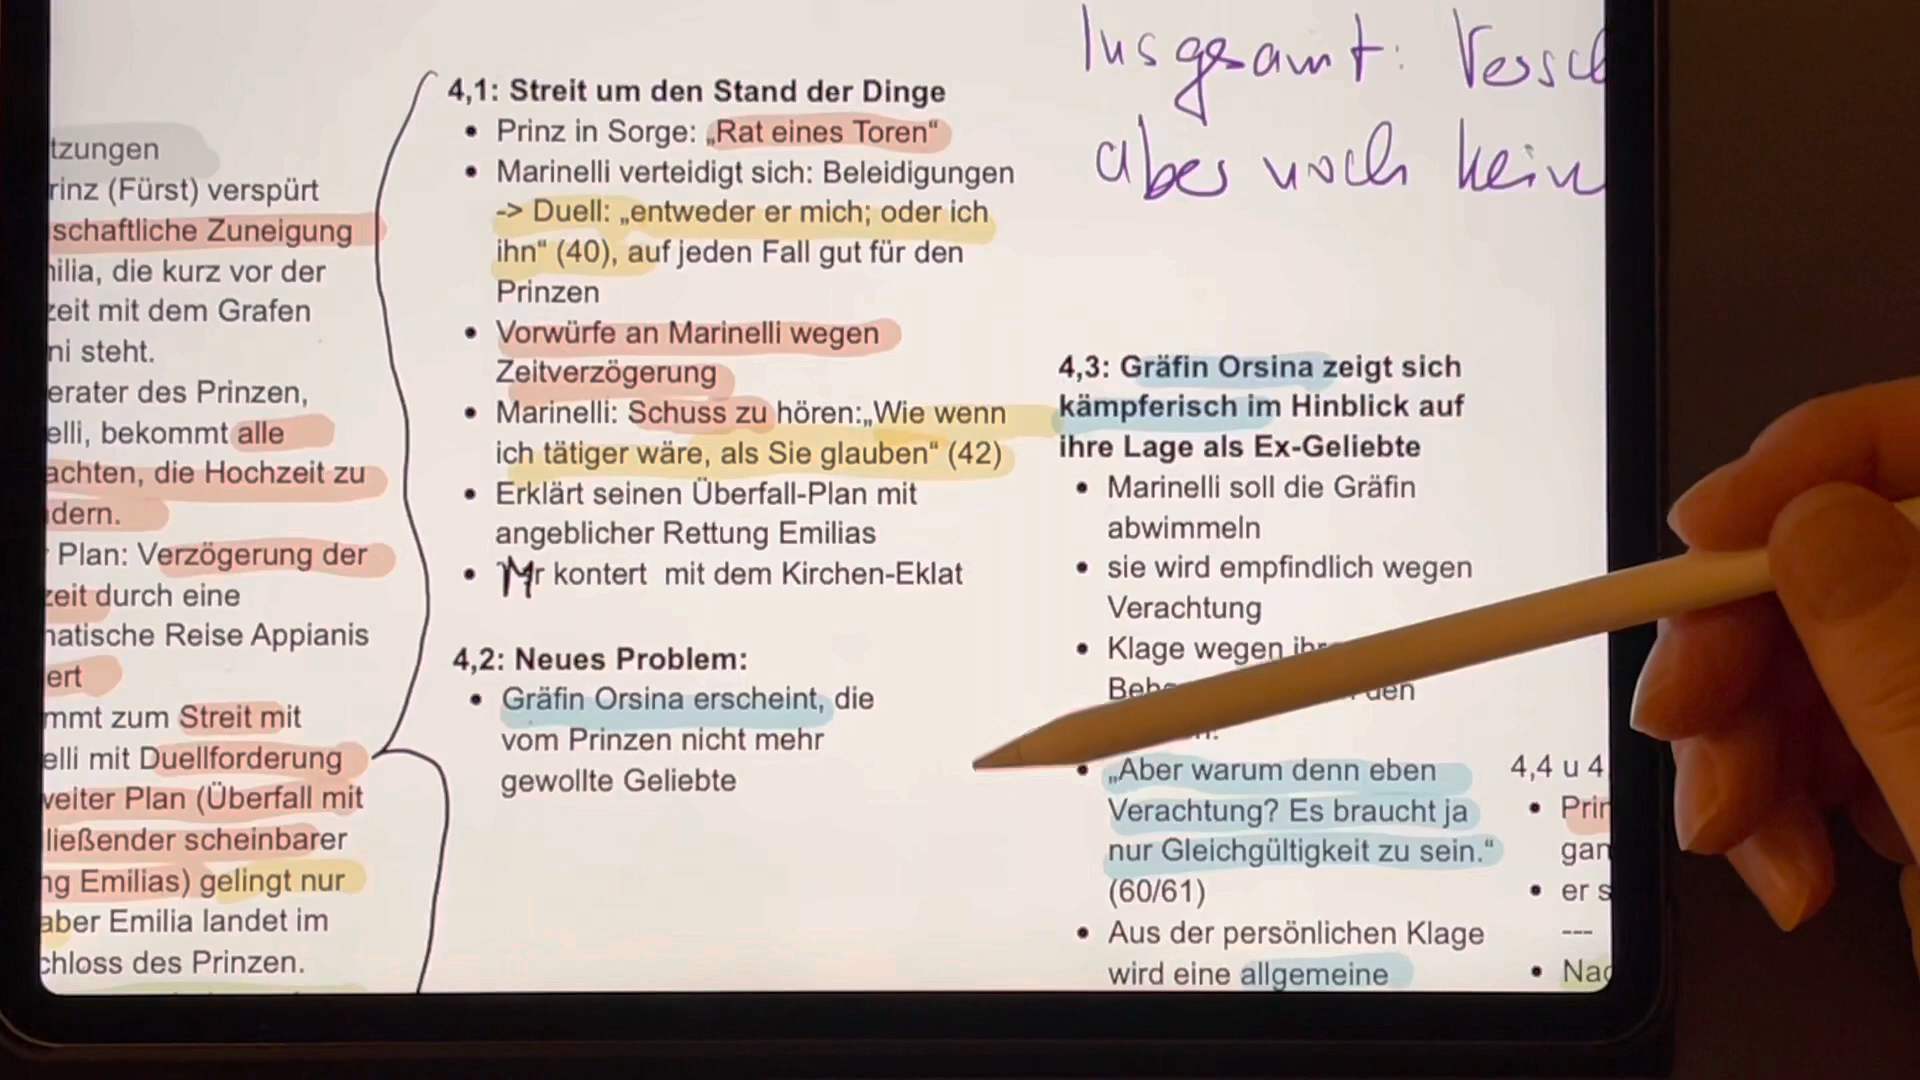 tzungen
rinz (Fürst) verspürt
schaftliche Zuneigung
ilia, die kurz vor der
zeit mit dem Grafen
ni steht.
erater des Prinzen,
elli, bekommt alle
achten, die Hochzeit zu
dern.
Plan: Verzögerung der
zeit durch eine
matische Reise Appianis
ert
mmt zum Streit mit
elli mit Duellforderung
weiter Plan (Überfall mit
ließender scheinbarer
ng Emilias) gelingt nur
aber Emilia landet im
chloss des Prinzen.
4,1: Streit um den Stand der Dinge
• Prinz in Sorge: „Rat eines Toren“
• Marinelli verteidigt sich: Beleidigungen
-> Duell: „entweder er mich; oder ich
ihn“ (40), auf jeden Fall gut für den
Prinzen
• Vorwürfe an Marinelli wegen
Zeitverzögerung
• Marinelli: Schuss zu hören:„Wie wenn
ich tätiger wäre, als Sie glauben“ (42)
• Erklärt seinen Überfall-Plan mit
angeblicher Rettung Emilias
• Mr kontert mit dem Kirchen-Eklat
4,2: Neues Problem:
• Gräfin Orsina erscheint, die
vom Prinzen nicht mehr
gewollte Geliebte
Insgesamt: Versch
aber noch kein
4,3: Gräfin Orsina zeigt sich
kämpferisch im Hinblick auf
ihre Lage als Ex-Geliebte
• Marinelli soll die Gräfin
abwimmeln
• sie wird empfindlich wegen
Verachtung
• Klage wegen
• „Aber warum denn eben
Verachtung? Es braucht ja
nur Gleichgültigkeit zu sein.“
(60/61)
• Aus der persönlichen Klage
wird eine allgemeine
4,4 u 4
• Prin
gan
• er s
---
• Nac